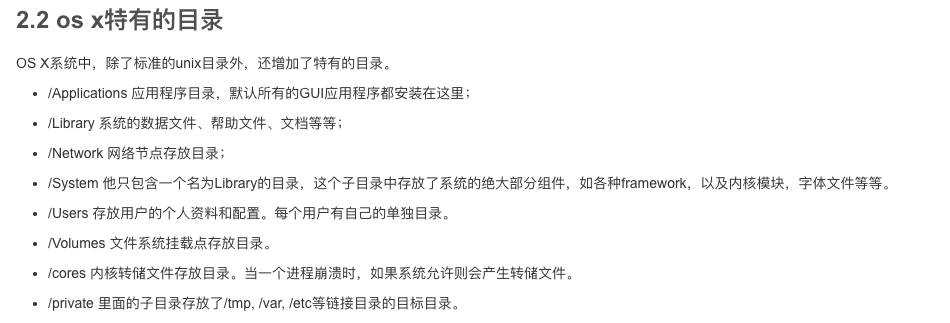 2.2 os x特有的目录
OS X系统中，除了标准的unix目录外，还增加了特有的目录。
• /Applications 应用程序目录，默认所有的GUI应用程序都安装在这里；
• /Library 系统的数据文件、帮助文件、文档等等；
• /Network 网络节点存放目录；
• /System 他只包含一个名为Library的目录，这个子目录中存放了系统的绝大部分组件，如各种framework，以及内核模块，字体文件等等。
• /Users 存放用户的个人资料和配置。每个用户有自己的单独目录。
• /Volumes 文件系统挂载点存放目录。
• /cores 内核转储文件存放目录。当一个进程崩溃时，如果系统允许则会产生转储文件。
• /private 里面的子目录存放了/tmp, /var, /etc等链接目录的目标目录。